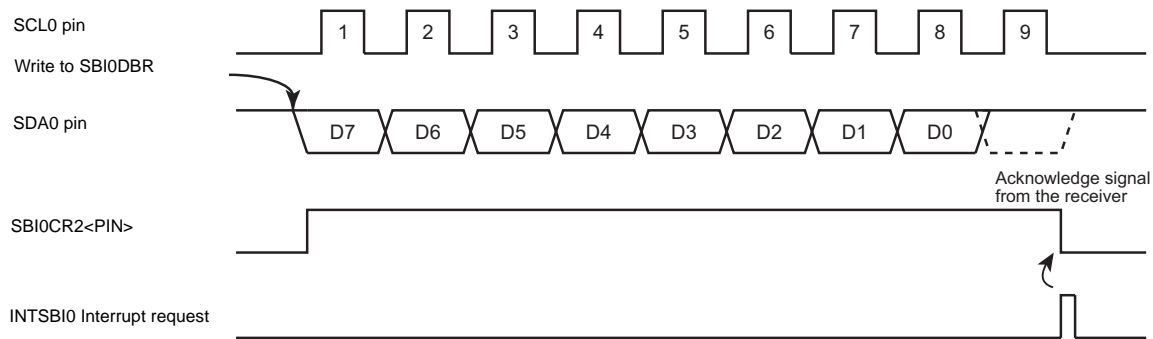 SCL0 pin
1 2 3 4 5 6 7 8 9
Write to SBI0DBR
SDA0 pin
D7 D6 D5 D4 D3 D2 D1 D0
Acknowledge signal
from the receiver
SBI0CR2<PIN>
INTSBI0 Interrupt request